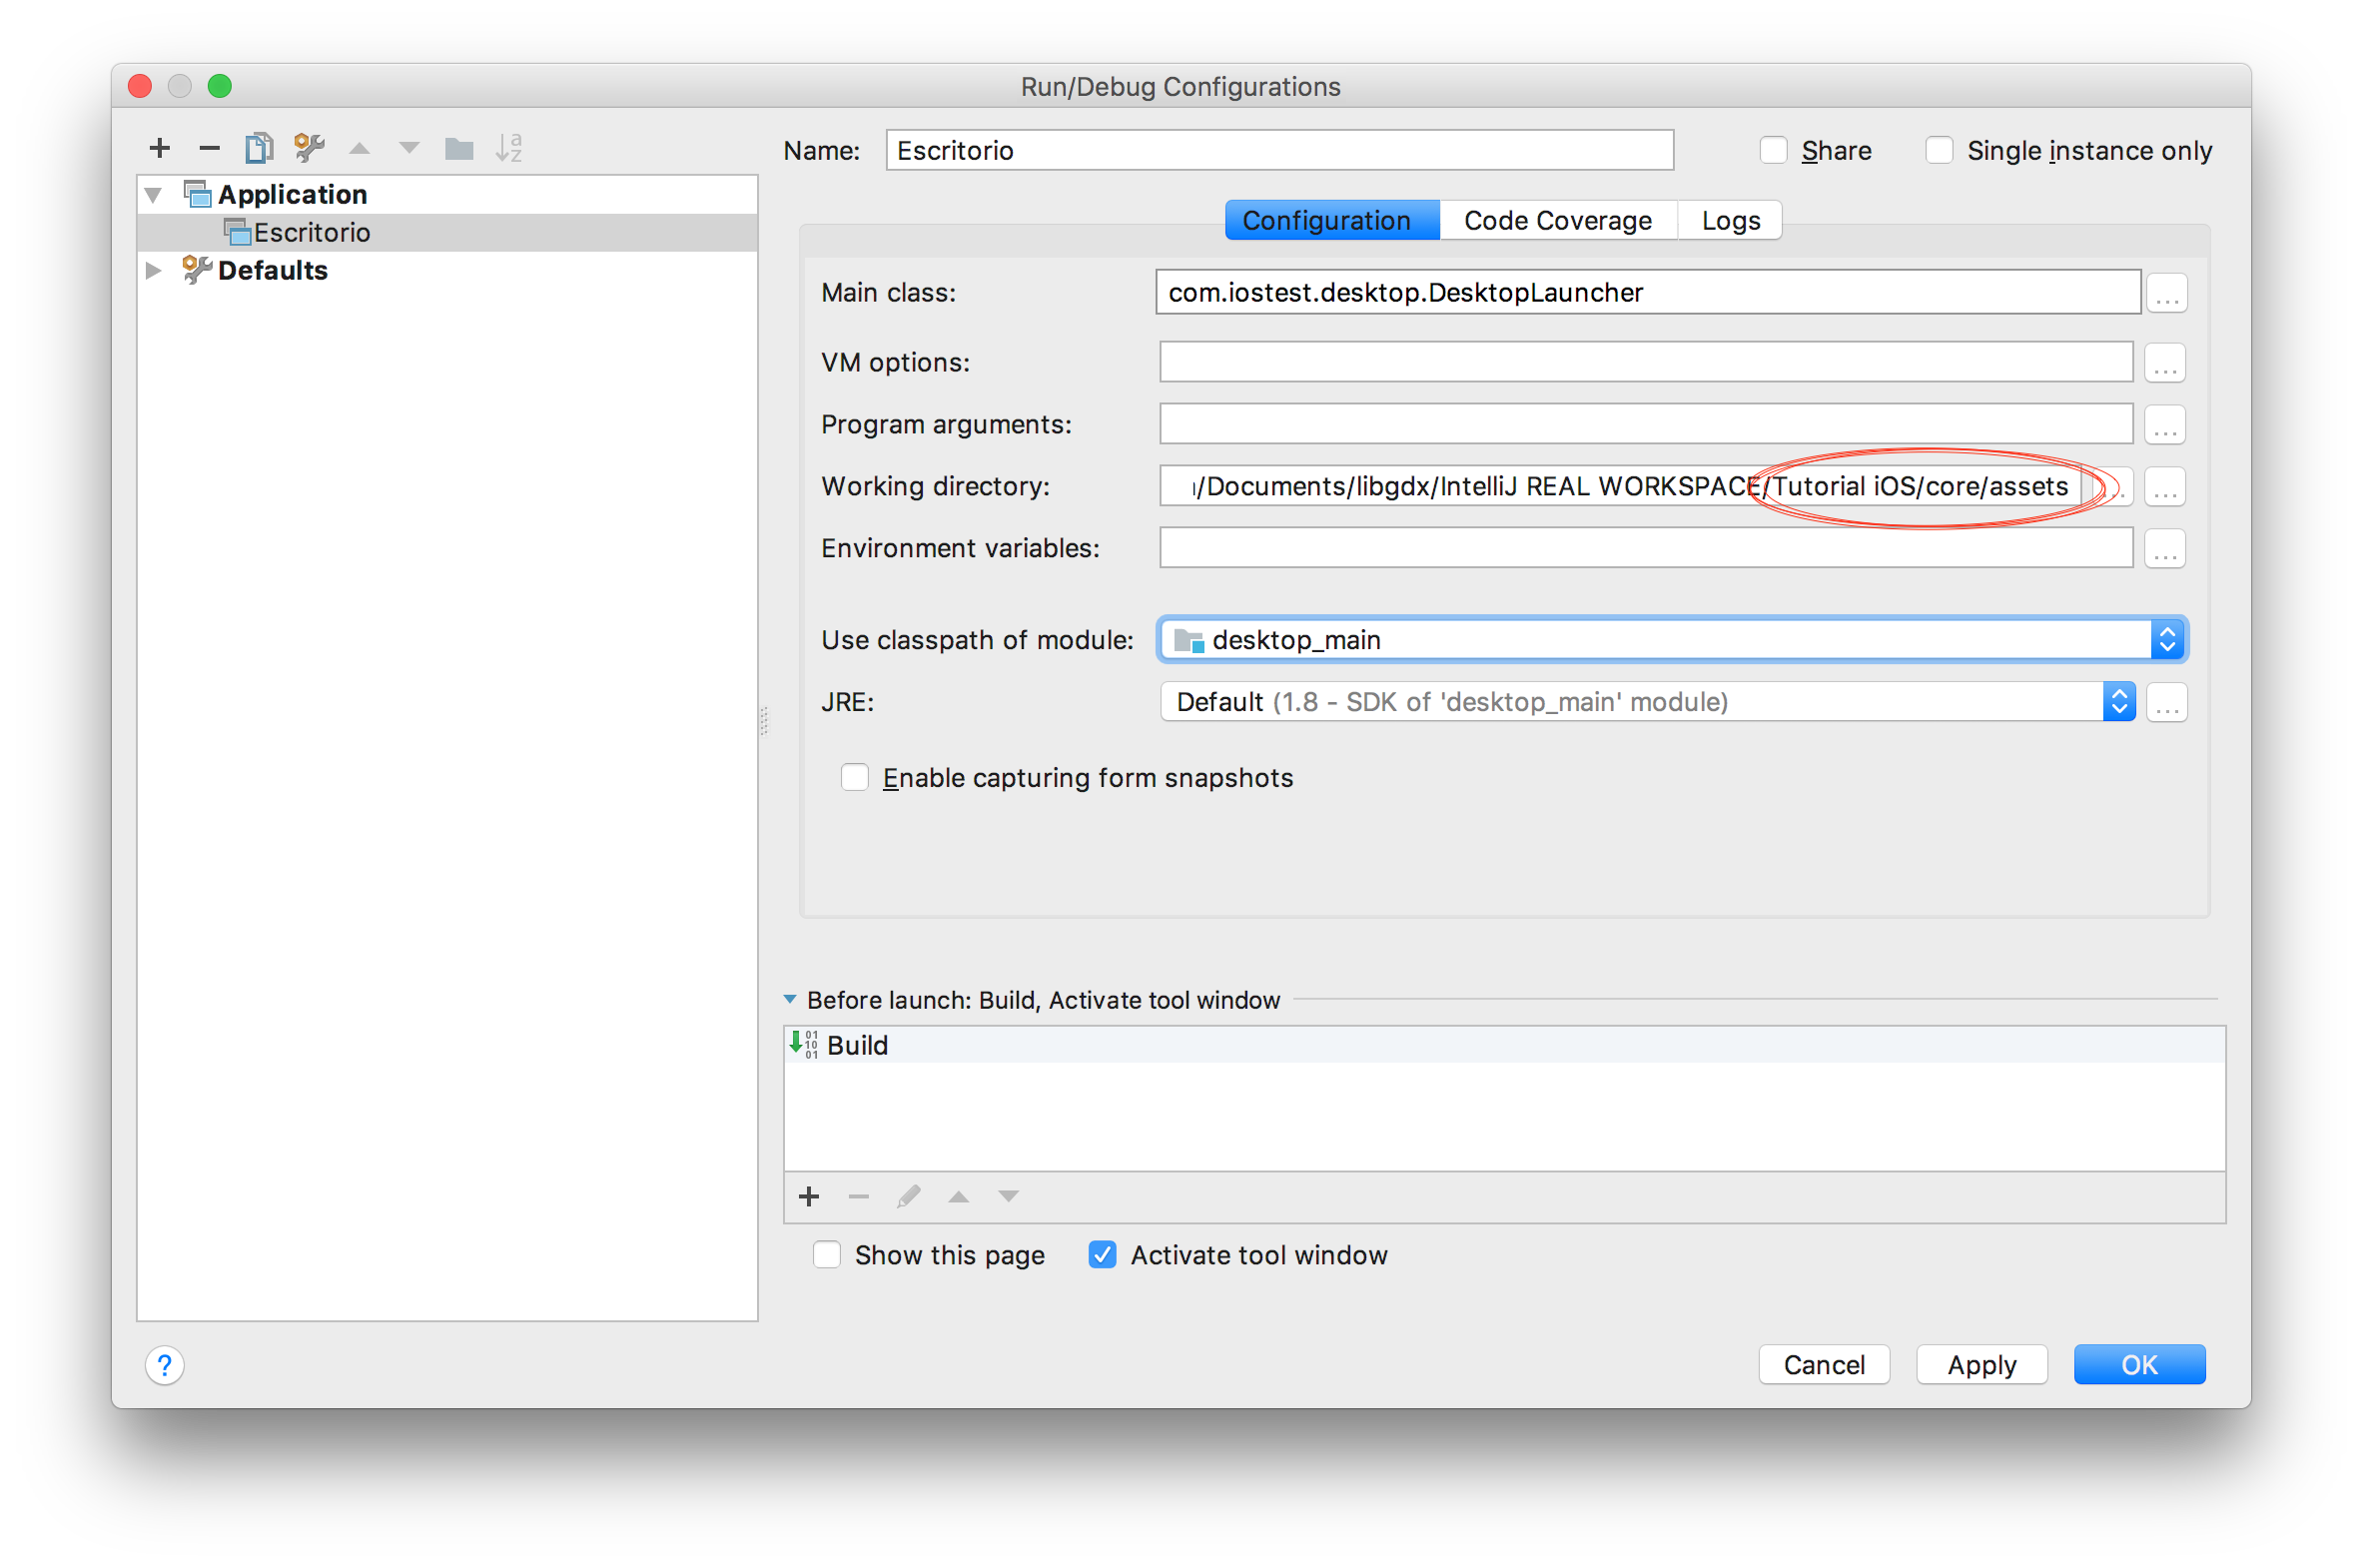 Run/Debug Configurations
Name: Escritorio Share Single instance only
Application
Escritorio
Defaults
Configuration Code Coverage Logs
Main class: com.iostest.desktop.DesktopLauncher ...
VM options: ...
Program arguments: ...
Working directory: /Documents/libgdx/IntelliJ REAL WORKSPACE/Tutorial iOS/core/assets ... ...
Environment variables: ...
Use classpath of module: desktop_main
JRE: Default (1.8 - SDK of 'desktop_main' module) ...
Enable capturing form snapshots
Before launch: Build, Activate tool window
Build
Show this page Activate tool window
? Cancel Apply OK